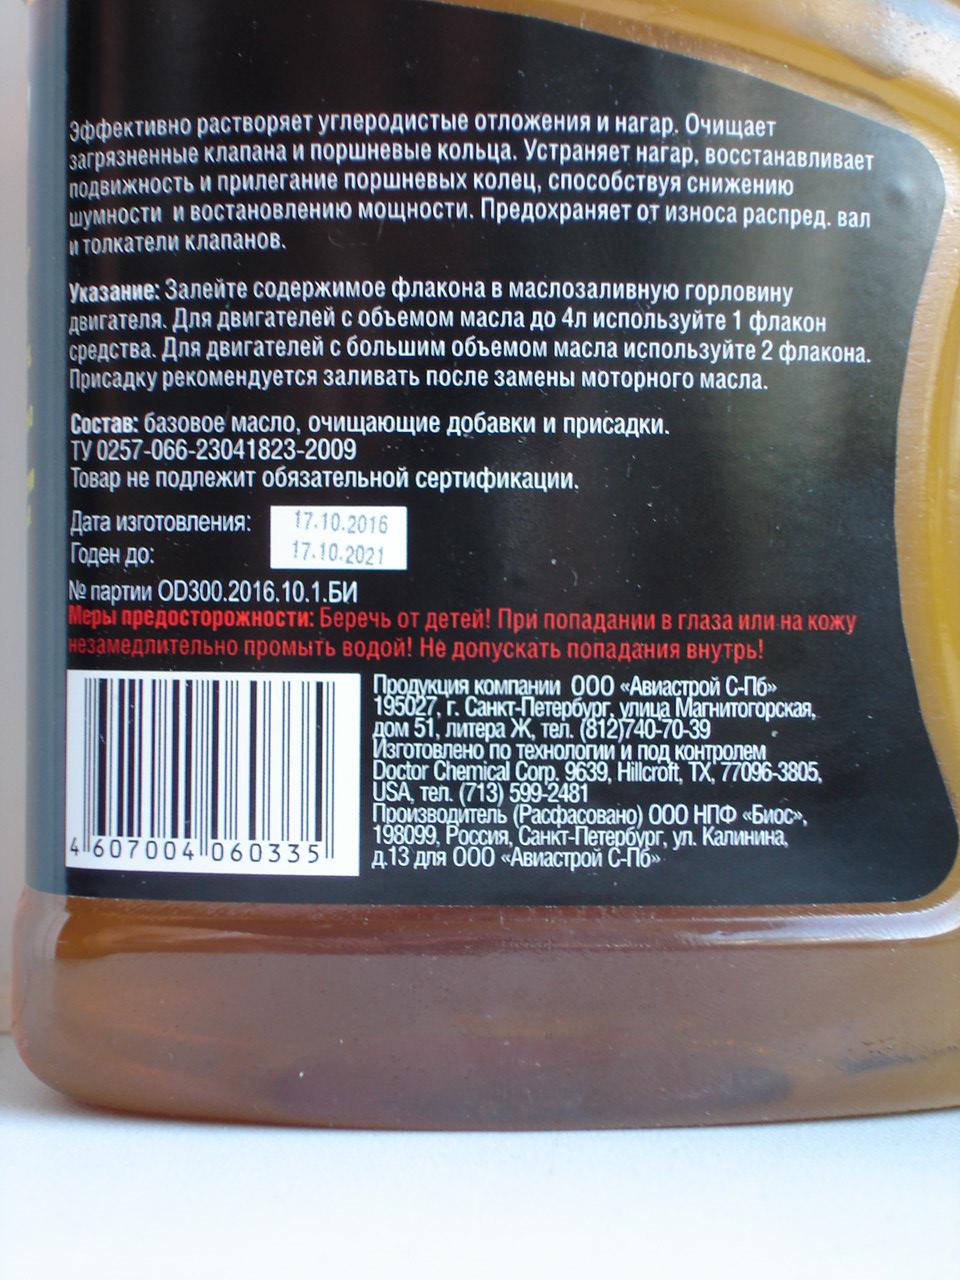 Эффективно растворяет углеродистые отложения и нагар. Очищает
загрязненные клапана и поршневые кольца. Устраняет нагар, восстанавливает
подвижность и прилегание поршневых колец, способствуя снижению
шумности и востановлению мощности. Предохраняет от износа распред. вал
и толкатели клапанов.
Указание: Залейте содержимое флакона в маслозаливную горловину
двигателя. Для двигателей с объемом масла до 4л используйте 1 флакон
средства. Для двигателей с большим объемом масла используйте 2 флакона.
Присадку рекомендуется заливать после замены моторного масла.
Состав: базовое масло, очищающие добавки и присадки.
ТУ 0257-066-23041823-2009
Товар не подлежит обязательной сертификации.
Дата изготовления: 17.10.2016
Годен до: 17.10.2021
№ партии OD300.2016.10.1.БИ
Меры предосторожности: Беречь от детей! При попадании в глаза или на кожу
незамедлительно промыть водой! Не допускать попадания внутрь!
Продукция компании ООО «Авиастрой С-Пб»
195027, г. Санкт-Петербург, улица Магнитогорская,
дом 51, литера Ж, тел. (812)740-70-39
Изготовлено по технологии и под контролем
Doctor Chemical Corp. 9639, Hillcroft, TX, 77096-3805,
USA, тел. (713) 599-2481
Производитель (Расфасовано) ООО НПФ «Биос»,
198099, Россия, Санкт-Петербург, ул. Калинина,
д.13 для ООО «Авиастрой С-Пб»
4 607004 060335